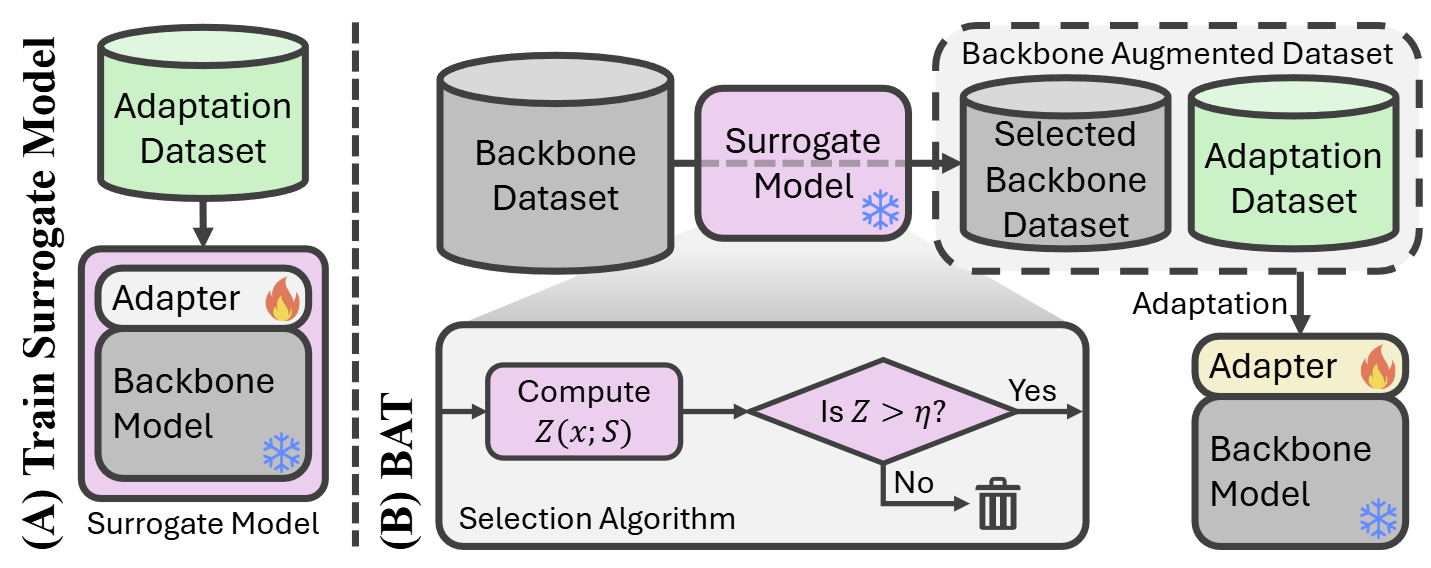 (A) Train Surrogate Model
Adaptation
Dataset
Adapter
Backbone
Model
Surrogate Model
(B) BAT
Backbone
Dataset
Surrogate
Model
Backbone Augmented Dataset
Selected
Backbone
Dataset
Adaptation
Dataset
Compute
Z(x; S)
Is Z > η?
Yes
No
Selection Algorithm
Adaptation
Adapter
Backbone
Model